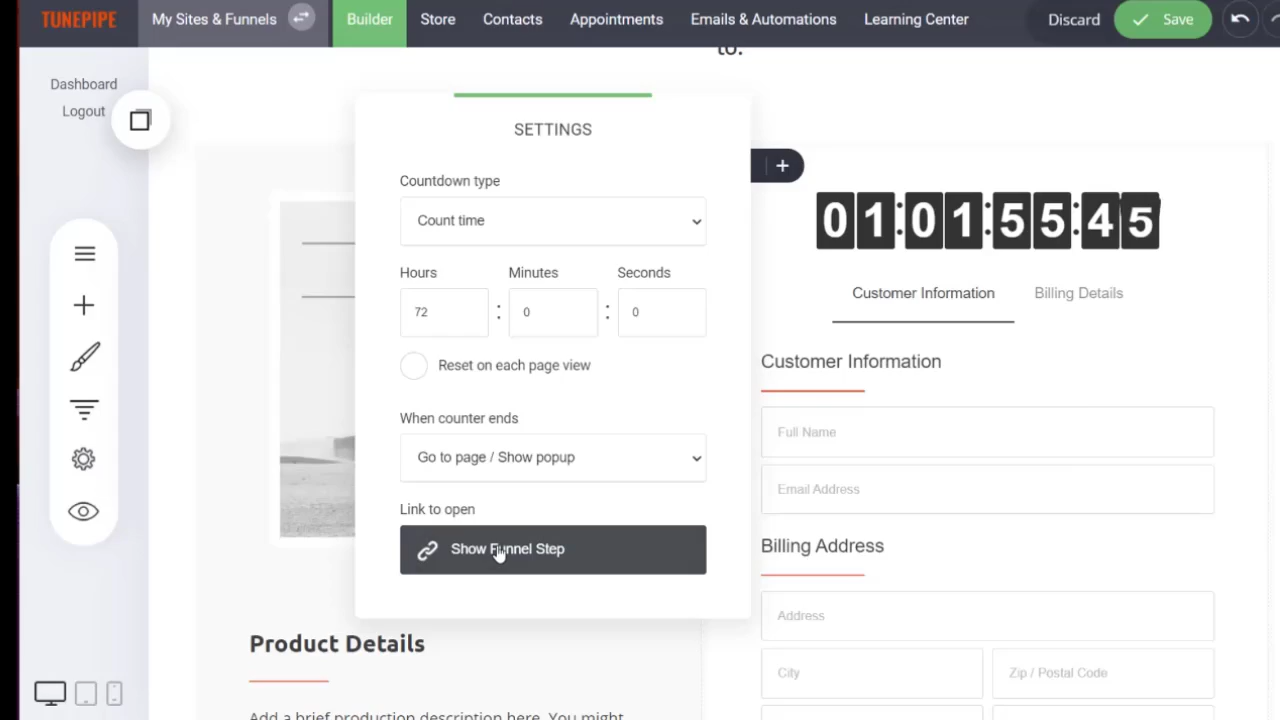 TUNEPIPE
My Sites & Funnels
Builder
Store
Contacts
Appointments
Emails & Automations
Learning Center
Discard
Save
to:
Dashboard
Logout
SETTINGS
Countdown type
Count time
Hours
Minutes
Seconds
72 : 0 : 0
Reset on each page view
When counter ends
Go to page / Show popup
Link to open
Show Funnel Step
Product Details
Add a brief production description here. You might
01:01:55:45
Customer Information
Billing Details
Customer Information
Full Name
Email Address
Billing Address
Address
City
Zip / Postal Code